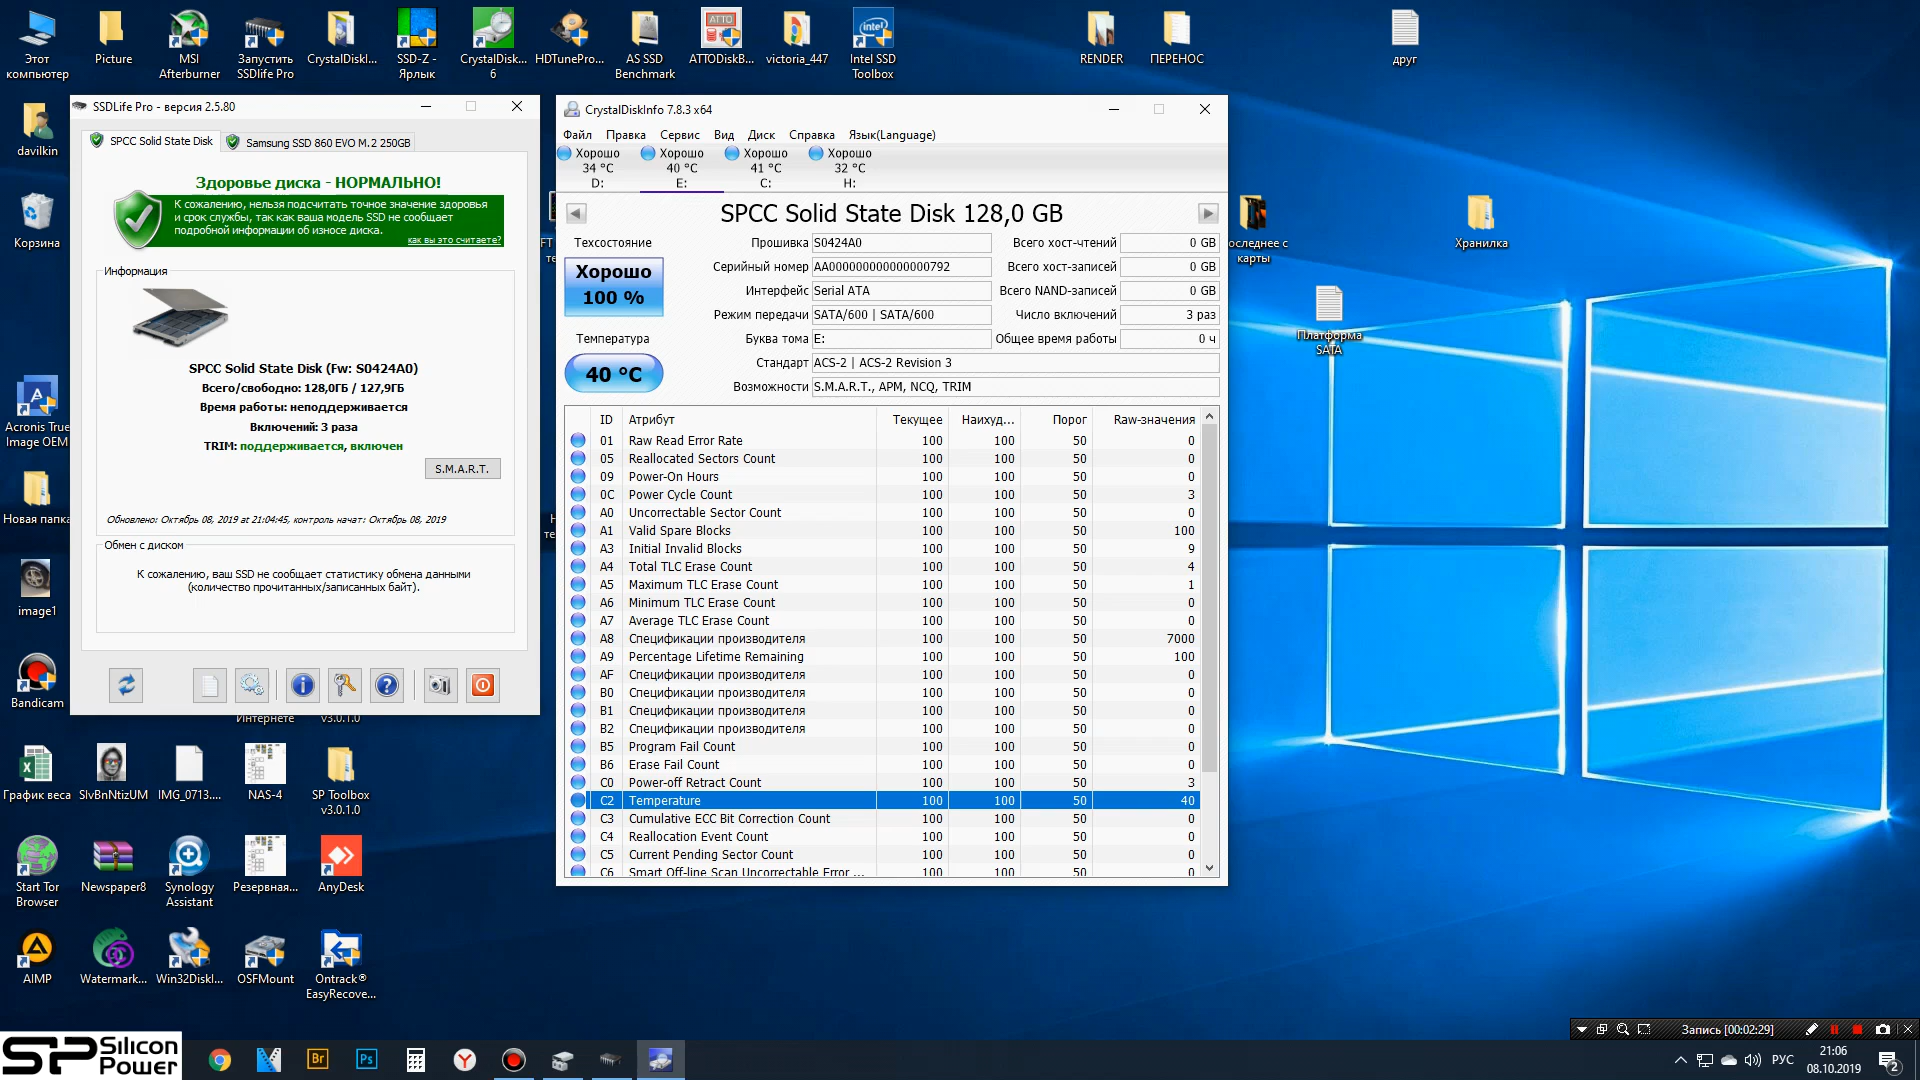 Этот компьютер
Picture
MSI Afterburner
Запустить SSDlife Pro
CrystalDiskI...
SSD-Z - Ярлык
CrystalDisk... 6
HDTunePro...
AS SSD Benchmark
ATTODiskB...
victoria_447
Intel SSD Toolbox
RENDER
ПЕРЕНОС
друг
davilkin
Корзина
Acronis True Image OEM
Новая папка
image1
Bandicam
SSDLife Pro - версия 2.5.80
SPCC Solid State Disk
Samsung SSD 860 EVO M.2 250GB
Здоровье диска - НОРМАЛЬНО!
К сожалению, нельзя подсчитать точное значение здоровья
и срок службы, так как ваша модель SSD не сообщает
подробной информации об износе диска.
как вы это считаете?
Информация
SPCC Solid State Disk (Fw: S0424A0)
Всего/свободно: 128,0ГБ / 127,9ГБ
Время работы: неподдерживается
Включений: 3 раза
TRIM: поддерживается, включен
S.M.A.R.T.
Обновлено: Октябрь 08, 2019 at 21:04:45, контроль начат: Октябрь 08, 2019
Обмен с диском
К сожалению, ваш SSD не сообщает статистику обмена данными
(количество прочитанных/записанных байт).
Интернете
v3.0.1.0
CrystalDiskInfo 7.8.3 x64
Файл Правка Сервис Вид Диск Справка Язык(Language)
Хорошо Хорошо Хорошо Хорошо
34 °C 40 °C 41 °C 32 °C
D: E: C: H:
SPCC Solid State Disk 128,0 GB
Техсостояние
Хорошо
100 %
Температура
40 °C
Прошивка S0424A0 Всего хост-чтений 0 GB
Серийный номер AA000000000000000792 Всего хост-записей 0 GB
Интерфейс Serial ATA Всего NAND-записей 0 GB
Режим передачи SATA/600 | SATA/600 Число включений 3 раз
Буква тома E: Общее время работы 0 ч
Стандарт ACS-2 | ACS-2 Revision 3
Возможности S.M.A.R.T., APM, NCQ, TRIM
ID Атрибут Текущее Наихуд... Порог Raw-значения
01 Raw Read Error Rate 100 100 50 0
05 Reallocated Sectors Count 100 100 50 0
09 Power-On Hours 100 100 50 0
0C Power Cycle Count 100 100 50 3
A0 Uncorrectable Sector Count 100 100 50 0
A1 Valid Spare Blocks 100 100 50 100
A3 Initial Invalid Blocks 100 100 50 9
A4 Total TLC Erase Count 100 100 50 4
A5 Maximum TLC Erase Count 100 100 50 1
A6 Minimum TLC Erase Count 100 100 50 0
A7 Average TLC Erase Count 100 100 50 0
A8 Спецификации производителя 100 100 50 7000
A9 Percentage Lifetime Remaining 100 100 50 100
AF Спецификации производителя 100 100 50 0
B0 Спецификации производителя 100 100 50 0
B1 Спецификации производителя 100 100 50 0
B2 Спецификации производителя 100 100 50 0
B5 Program Fail Count 100 100 50 0
B6 Erase Fail Count 100 100 50 0
C0 Power-off Retract Count 100 100 50 3
C2 Temperature 100 100 50 40
C3 Cumulative ECC Bit Correction Count 100 100 50 0
C4 Reallocation Event Count 100 100 50 0
C5 Current Pending Sector Count 100 100 50 0
C6 Smart Off-line Scan Uncorrectable Error ... 100 100 50 0
оследнее с карты
Хранилка
Платформа SATA
График веса
SlvBnNtizUM
IMG_0713....
NAS-4
SP Toolbox v3.0.1.0
Start Tor Browser
Newspaper8
Synology Assistant
Резервная...
AnyDesk
AIMP
Watermark...
Win32DiskI...
OSFMount
Ontrack® EasyRecove...
Запись [00:02:29]
SP Silicon Power
Br
Ps
РУС
21:06
08.10.2019
2